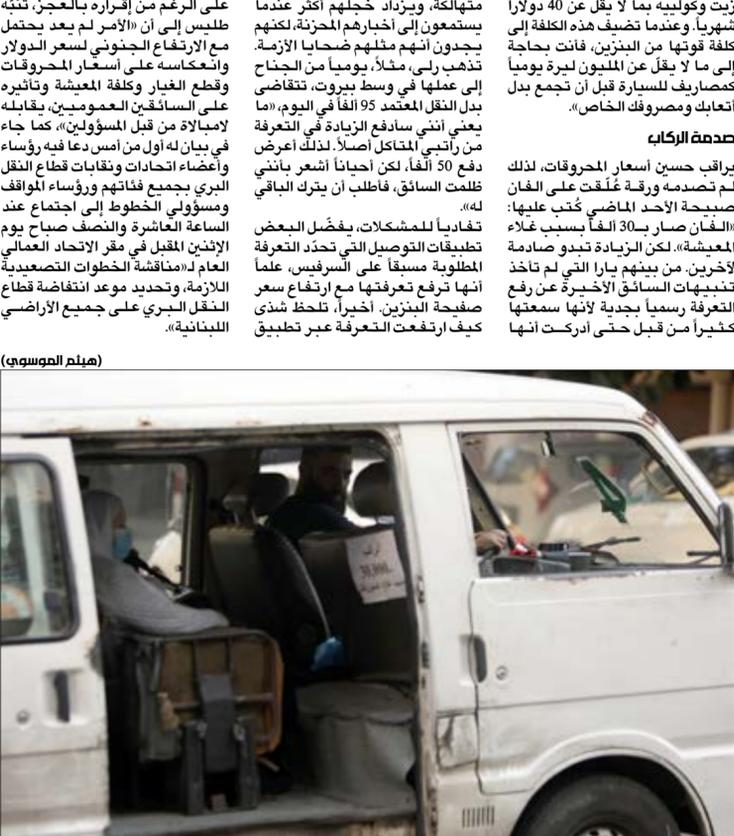 زيت وكوليه بما لا يقل عن 40 دولاراً
شهرياً. وعندما تضيف هذه الكلفة إلى
كلفة قوتها من البنزين، فأنت بحاجة
إلى ما لا يقلّ عن المليون ليرة يومياً
كمصاريف للسيارة قبل أن تجمع بدل
أتعابك ومصروفك الخاص».
صدمة الركاب
يراقب حسين أسعار المحروقات، لذلك
لم تصدمه ورقة عُلّقت على الفان
صبيحة الأحد الماضي كُتب عليها:
«الفان صار بـ30 ألفاً بسبب غلاء
المعيشة». لكن الزيادة تبدو صادمة
لآخرين. من بينهم يارا التي لم تأخذ
تنبيهات السائق الأخيرة عن رفع
التعرفة رسمياً بجدية لأنها سمعتها
كثيراً من قبل حتى أدركت أنها
متهالكة، ويزداد خجلهم أكثر عندما
يستمعون إلى أخبارهم المحزنة، لكنهم
يجدون أنهم مثلهم ضحايا الأزمة.
تذهب رلى، مثلاً، يومياً من الجناح
إلى عملها في وسط بيروت، تتقاضى
بدل النقل المعتمد 95 ألفاً في اليوم، «ما
يعني أنني سأدفع الزيادة في التعرفة
من راتبي المتآكل أصلاً. لذلك أعرض
دفع 50 ألفاً، لكن أحياناً أشعر بأنني
ظلمت السائق، فأطلب أن يترك الباقي
له».
تفادياً للمشكلات، يفضّل البعض
تطبيقات التوصيل التي تحدّد التعرفة
المطلوبة مسبقاً على السرفيس، علماً
أنها ترفع تعرفتها مع ارتفاع سعر
صفيحة البنزين. أخيراً، تلحظ شذى
كيف ارتفعت التعرفة عبر تطبيق
على الرغم من إقراره بالعجز، تنبّه
طليس إلى أن «الأمر لم يعد يحتمل
مع الارتفاع الجنوني لسعر الدولار
وانعكاسه على أسعار المحروقات
وقطع الغيار وكلفة المعيشة وتأثيره
على السائقين العموميين، يقابله
لامبالاة من قبل المسؤولين»، كما جاء
في بيان له أول من أمس دعا فيه رؤساء
وأعضاء اتحادات ونقابات قطاع النقل
البري بجميع فئاتهم ورؤساء المواقف
ومسؤولي الخطوط إلى اجتماع عند
الساعة العاشرة والنصف صباح يوم
الإثنين المقبل في مقر الاتحاد العمالي
العام لـ«مناقشة الخطوات التصعيدية
اللازمة، وتحديد موعد انتفاضة قطاع
النقل البري على جميع الأراضي
اللبنانية».
(هيثم الموسوي)
30,000